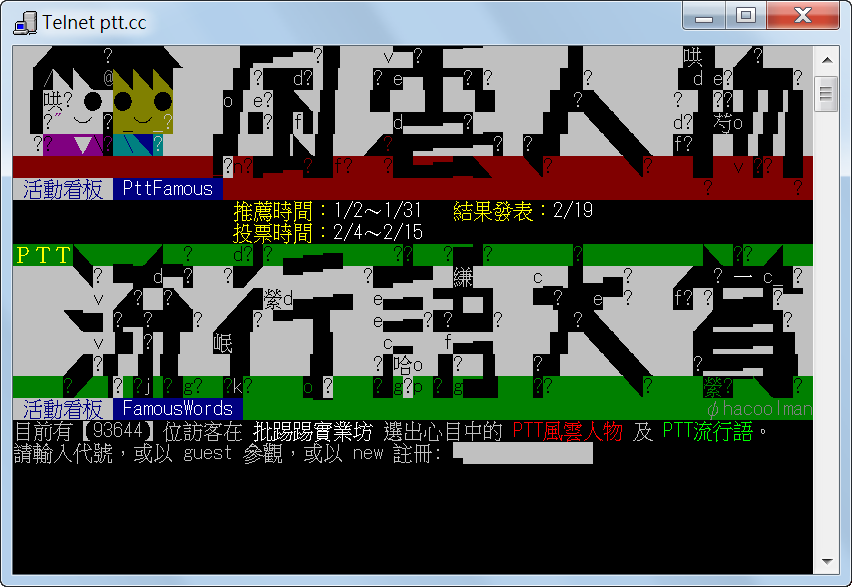 Telnet ptt.cc
風雲人物
活動看板 PttFamous
推薦時間：1/2～1/31 結果發表：2/19
投票時間：2/4～2/15
PTT
流行語大賞
活動看板 FamousWords
φhacoolman
目前有【93644】位訪客在 批踢踢實業坊 選出心目中的 PTT風雲人物 及 PTT流行語。
請輸入代號，或以 guest 參觀，或以 new 註冊: